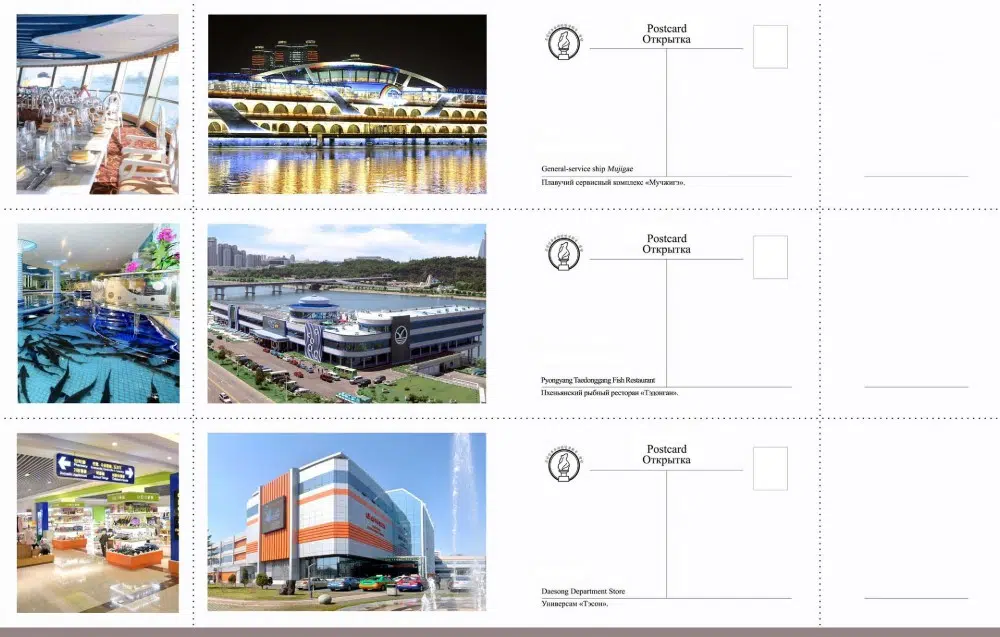 Postcard
Открытка
General-service ship Mujigae
Плавучий сервисный комплекс «Мучжигэ».
Postcard
Открытка
Pyongyang Taedonggang Fish Restaurant
Пхеньянский рыбный ресторан «Тэдонган».
Postcard
Открытка
Daesong Department Store
Универсам «Тэсон».